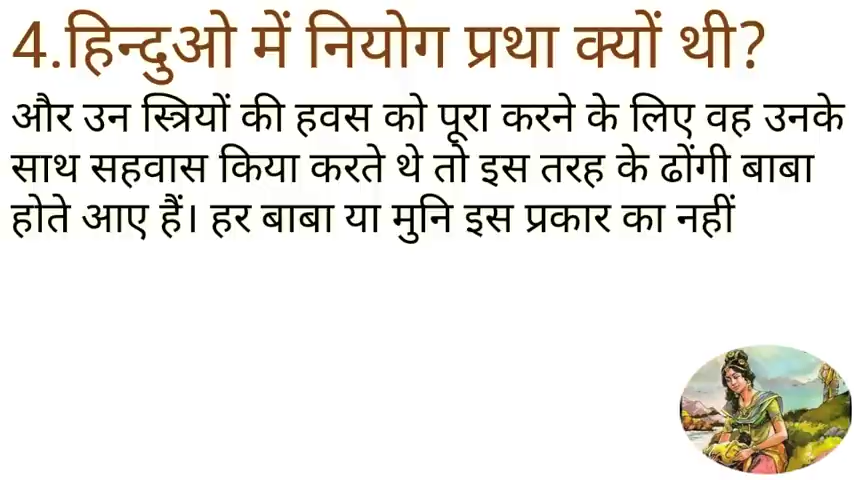 4.हिन्दुओ में नियोग प्रथा क्यों थी?
और उन स्त्रियों की हवस को पूरा करने के लिए वह उनके
साथ सहवास किया करते थे तो इस तरह के ढोंगी बाबा
होते आए हैं। हर बाबा या मुनि इस प्रकार का नहीं